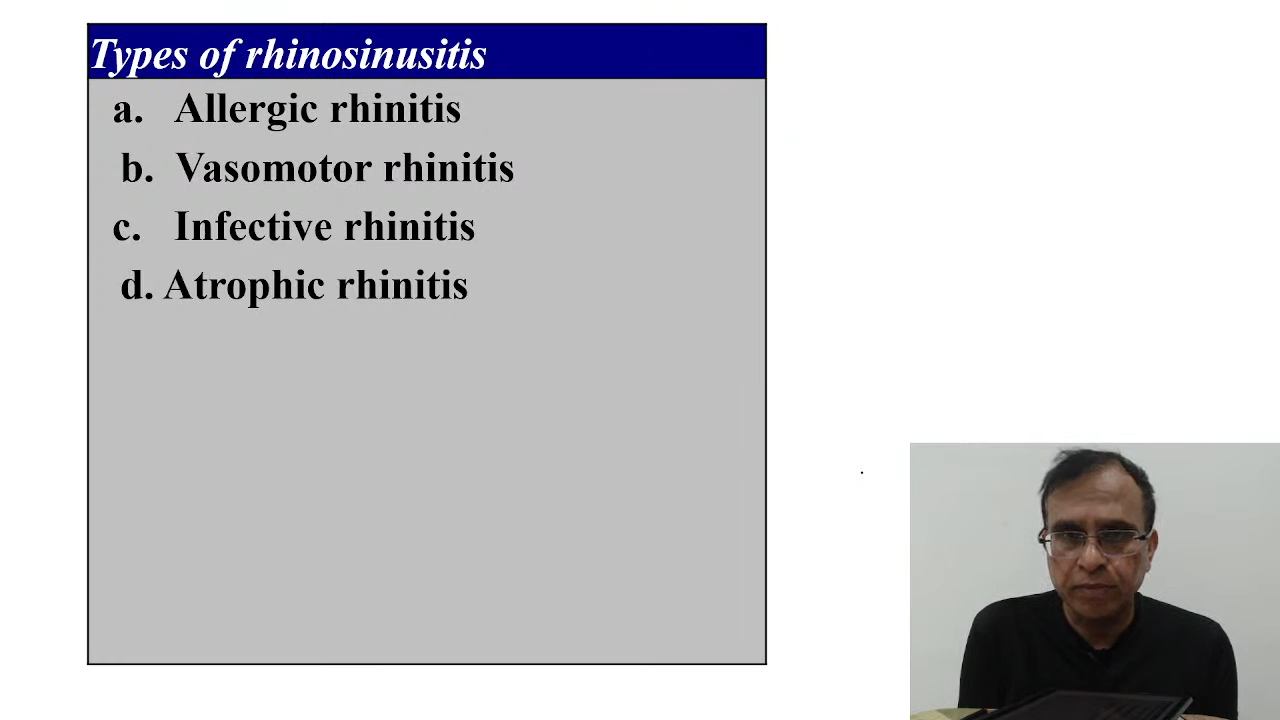 Types of rhinosinusitis
a. Allergic rhinitis
b. Vasomotor rhinitis
c. Infective rhinitis
d. Atrophic rhinitis